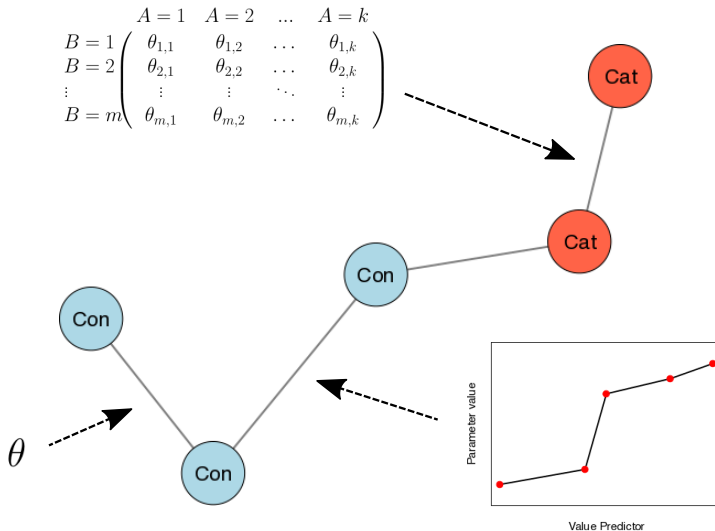 A = 1 A = 2 ... A = k
B = 1 θ1,1 θ1,2 … θ1,k
B = 2 θ2,1 θ2,2 … θ2,k
⋮ ⋮ ⋮ ⋱ ⋮
B = m θm,1 θm,2 … θm,k
Cat
Cat
Con
Con
Con
θ
Parameter value
Value Predictor